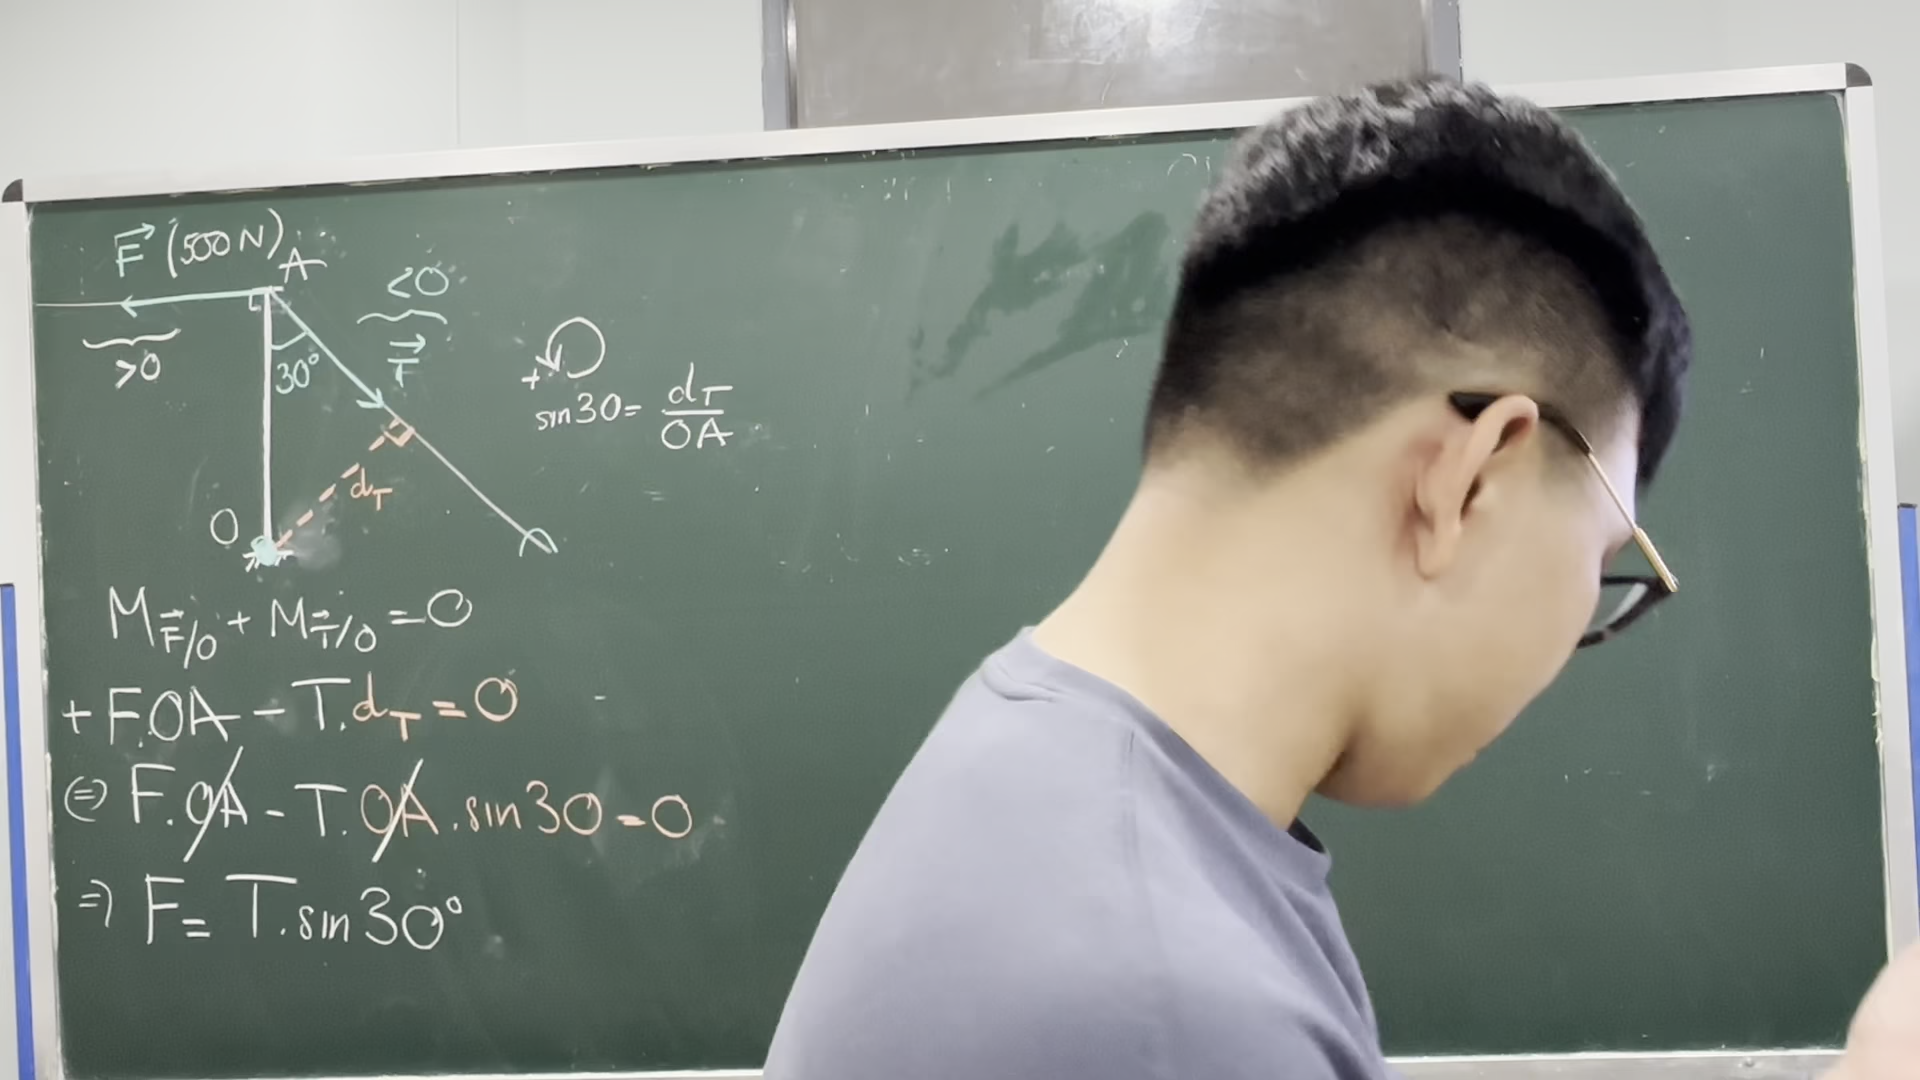 F⃗ (500N) A
<0
>0
30°
T⃗
+
sin30 = dT/OA
dT
O
M F⃗/O + M T⃗/O = 0
+ F.OA - T.dT = 0
⇔ F.OA - T.OA.sin30 = 0
⇒ F = T.sin30°